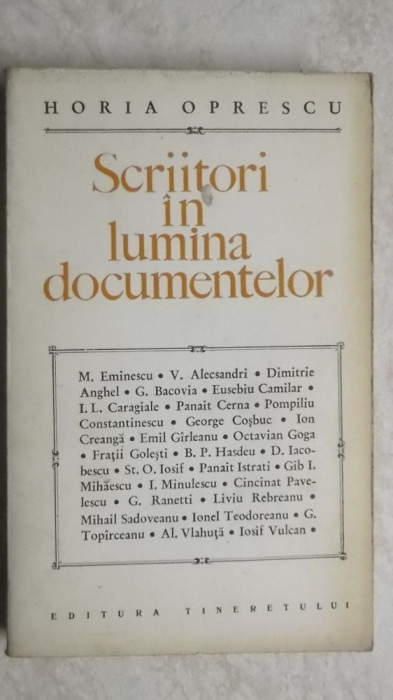 HORIA OPRESCU
Scriitori
în
lumina
documentelor
M. Eminescu • V. Alecsandri • Dimitrie
Anghel • G. Bacovia • Eusebiu Camilar •
I. L. Caragiale • Panait Cerna • Pompiliu
Constantinescu • George Coşbuc • Ion
Creangă • Emil Gîrleanu • Octavian Goga
• Fraţii Goleşti • B. P. Hasdeu • D. Iaco-
bescu • St. O. Iosif • Panait Istrati • Gib I.
Mihăescu • I. Minulescu • Cincinat Pave-
lescu • G. Ranetti • Liviu Rebreanu •
Mihail Sadoveanu • Ionel Teodoreanu • G.
Topîrceanu • Al. Vlahuţă • Iosif Vulcan •
EDITURA TINERETULUI